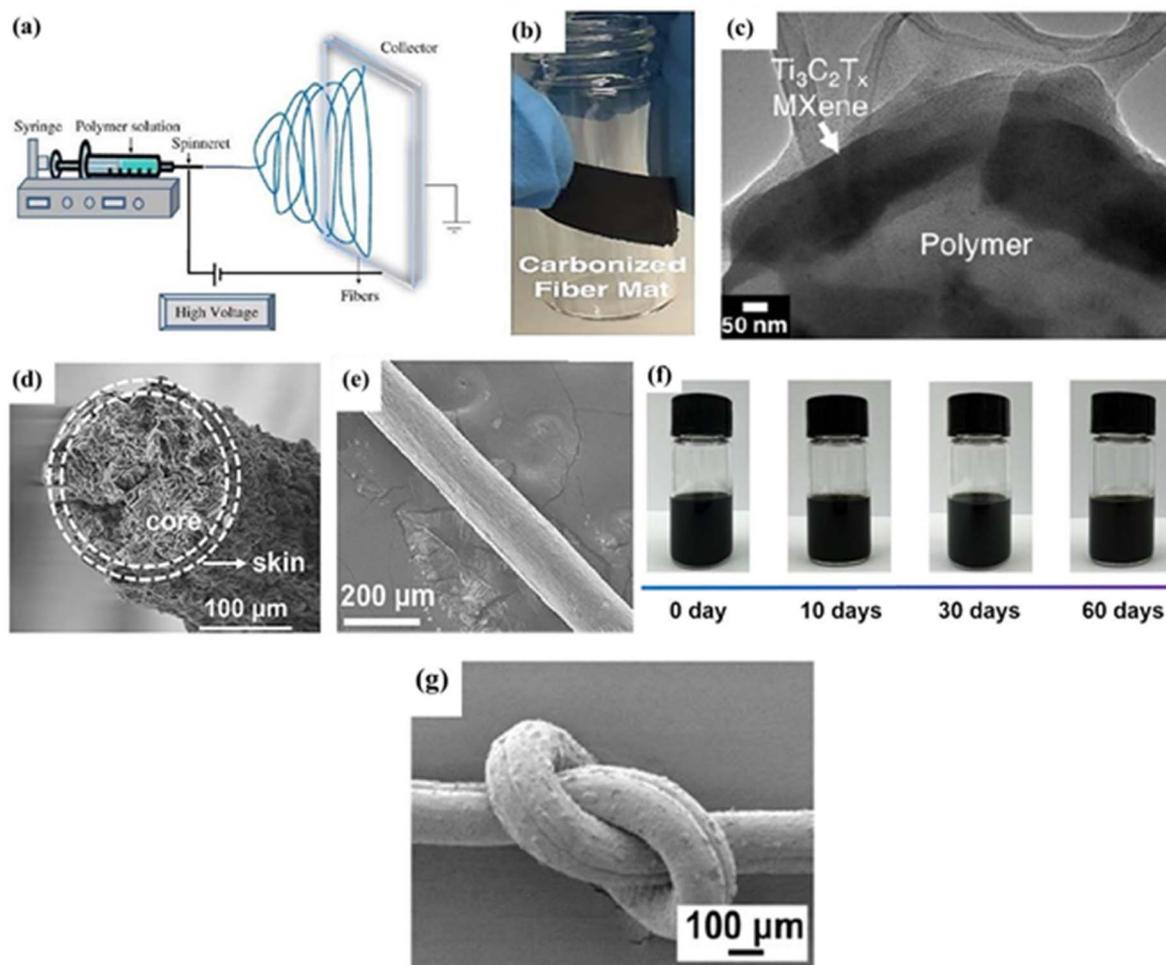 (a)
Collector
Syringe
Polymer solution
Spinneret
Fibers
High Voltage
(b)
Carbonized
Fiber Mat
(c)
Ti₃C₂Tₓ
MXene
Polymer
50 nm
(d)
core
skin
100 μm
(e)
200 μm
(f)
0 day
10 days
30 days
60 days
(g)
100 μm